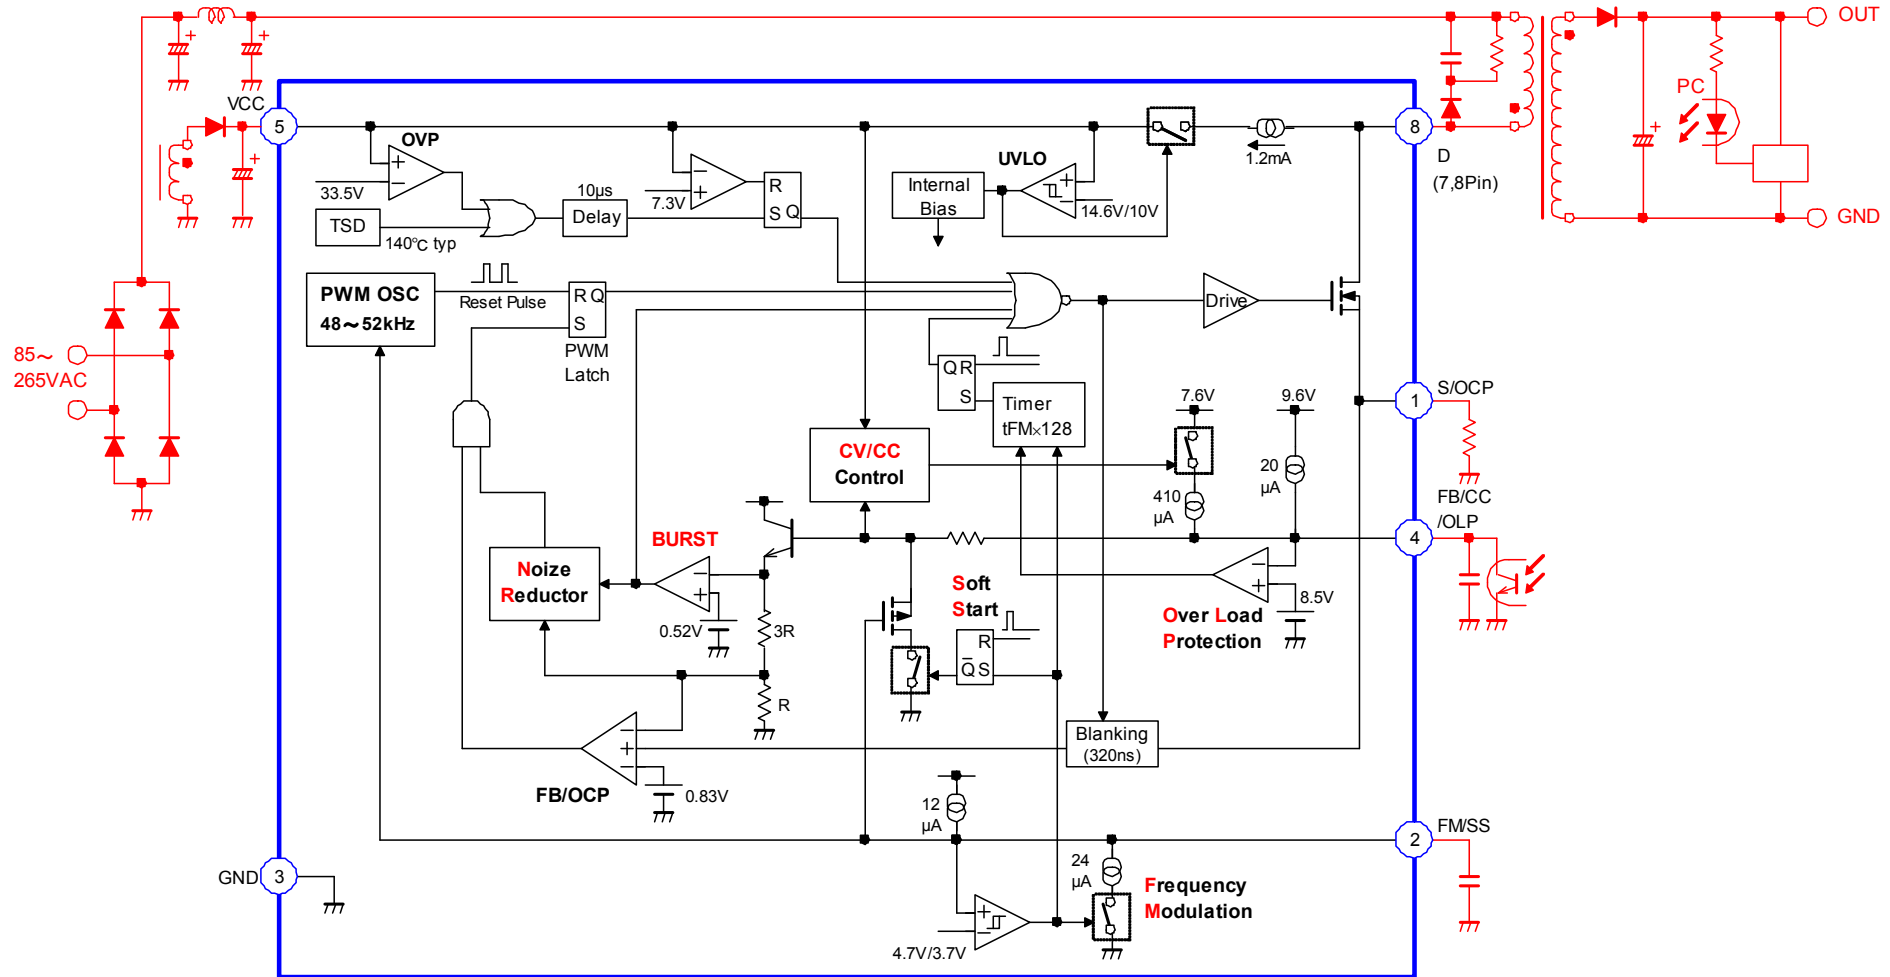 OUT
PC
VCC
5
OVP
33.5V
TSD
140℃ typ
10µs
Delay
7.3V
R
S Q
UVLO
Internal
Bias
14.6V/10V
1.2mA
8
D
(7,8Pin)
GND
PWM OSC
48～52kHz
Reset Pulse
R Q
S
PWM
Latch
Drive
85～
265VAC
Q R
S
Timer
tFM×128
7.6V
9.6V
1
S/OCP
CV/CC
Control
20
µA
410
µA
FB/CC
/OLP
4
BURST
Noize
Reductor
0.52V
3R
R
Soft
Start
R
Q̅ S
8.5V
Over Load
Protection
Blanking
(320ns)
FB/OCP
0.83V
12
µA
2
FM/SS
GND
3
24
µA
Frequency
Modulation
4.7V/3.7V